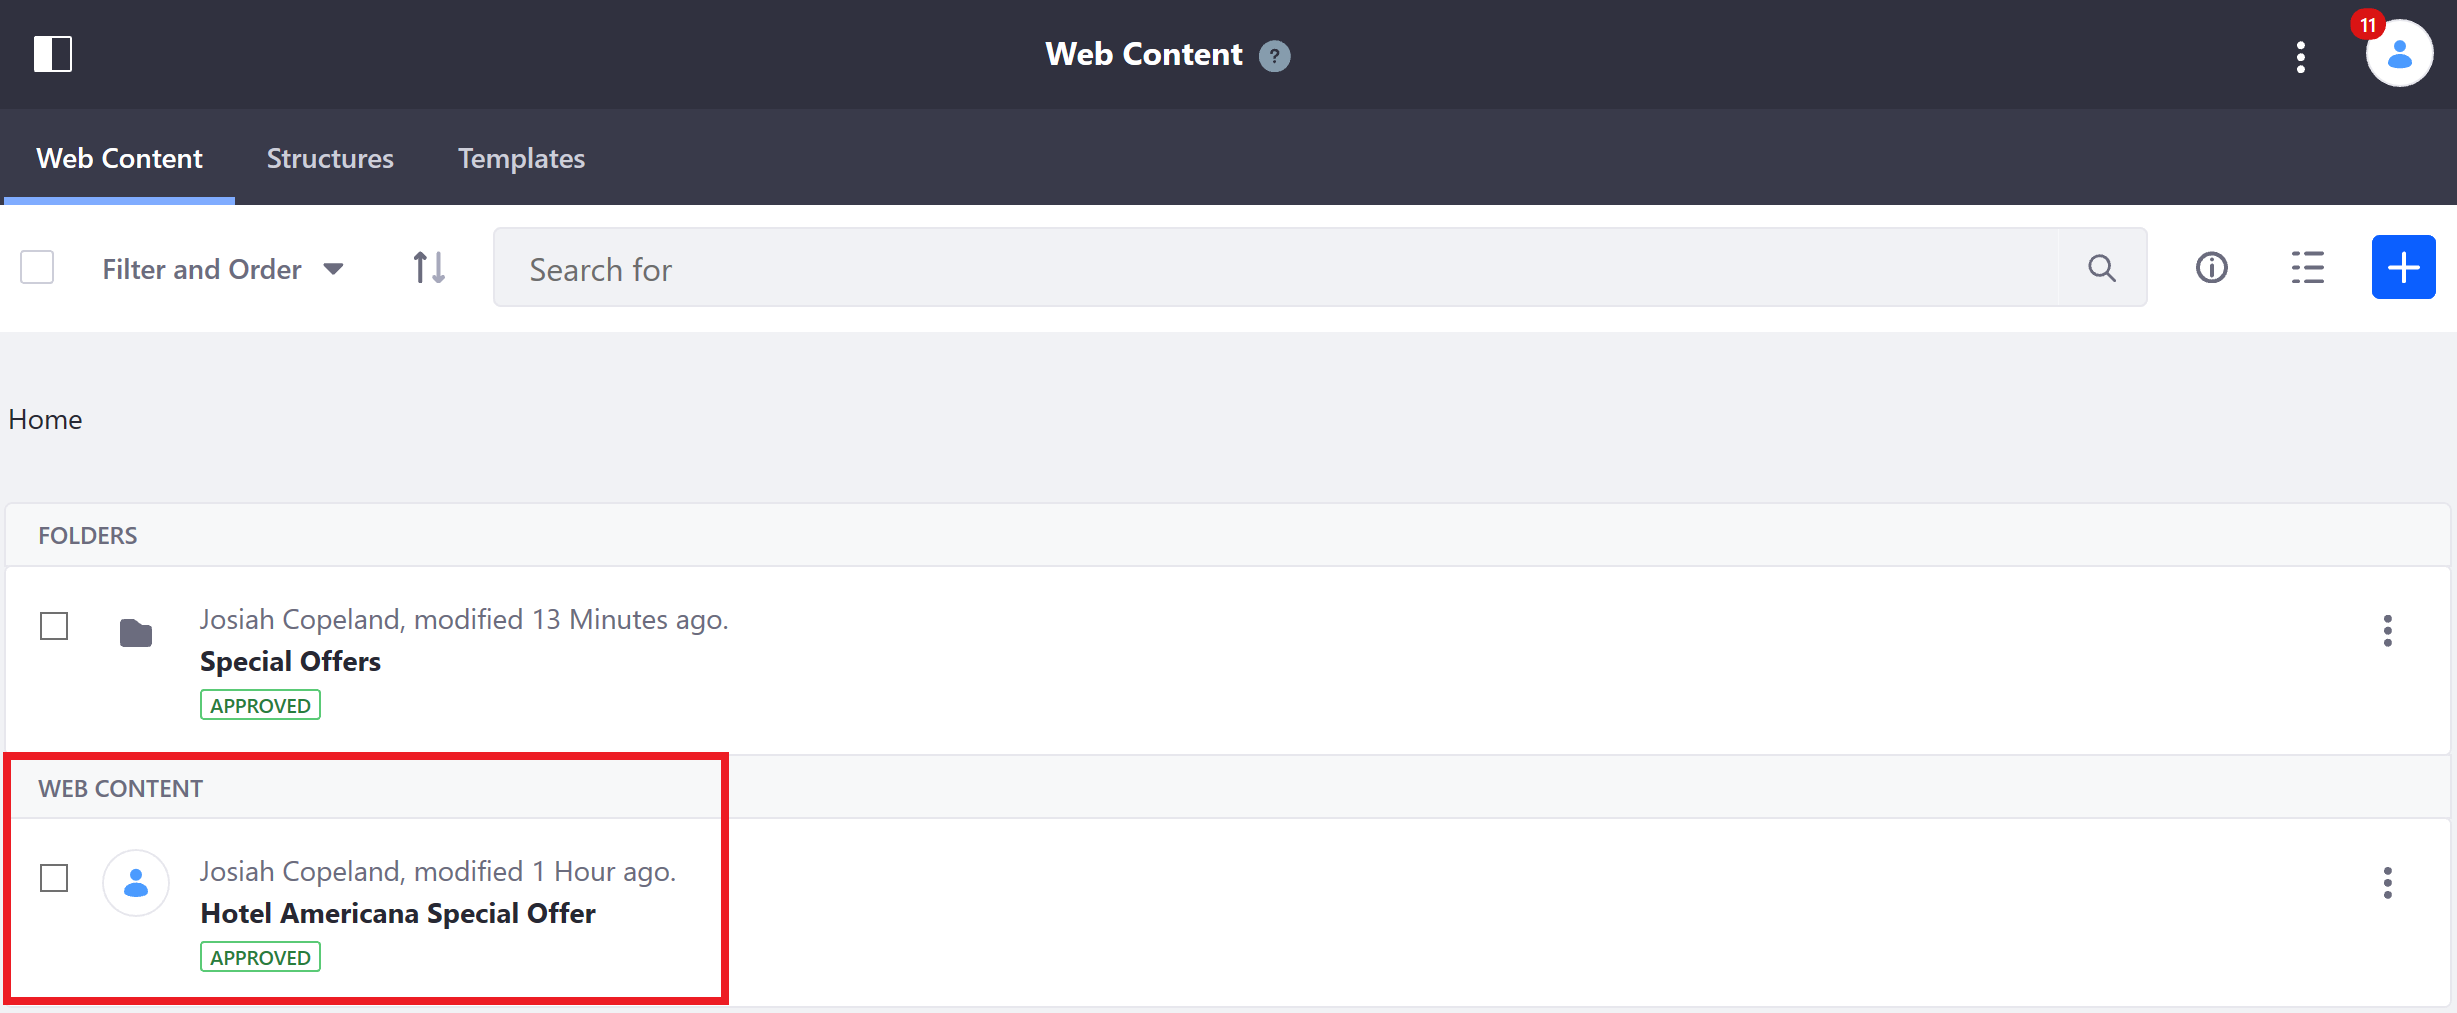 Web Content ?
11
Web Content Structures Templates
Filter and Order
Search for
Home
FOLDERS
Josiah Copeland, modified 13 Minutes ago.
Special Offers
APPROVED
WEB CONTENT
Josiah Copeland, modified 1 Hour ago.
Hotel Americana Special Offer
APPROVED